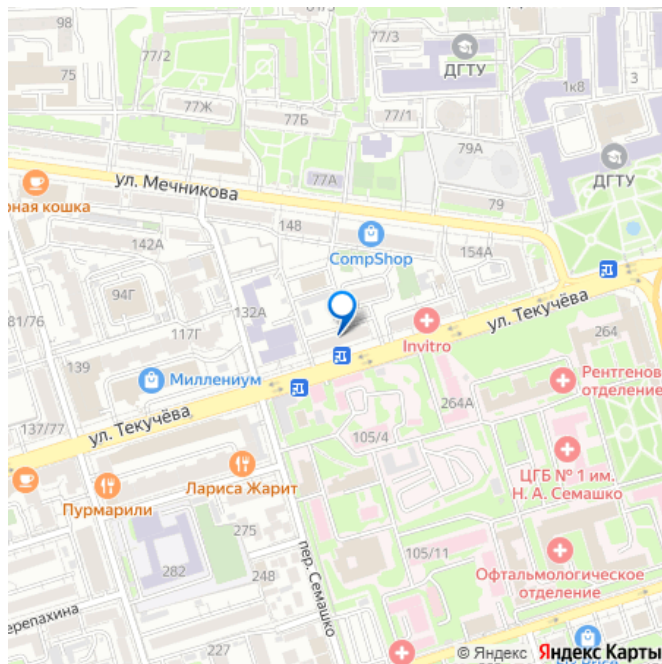 98
77/2
77/3
ДГТУ
75
1к8
3
77Ж
77Б
77/1
79А
ДГТУ
77А
ул. Мечникова
рная кошка
79
148
CompShop
142А
154А
94Г
132А
81/76
117Г
ул. Текучёва
264
139
Invitro
Рентгенов
отделение
Миллениум
264А
137/77
ул. Текучёва
105/4
ЦГБ № 1 им.
Н. А. Семашко
Лариса Жарит
Пурмарили
275
пер. Семашко
105/11
282
248
Офтальмологическое
отделение
ерепахина
227
© Яндекс Яндекс Карты